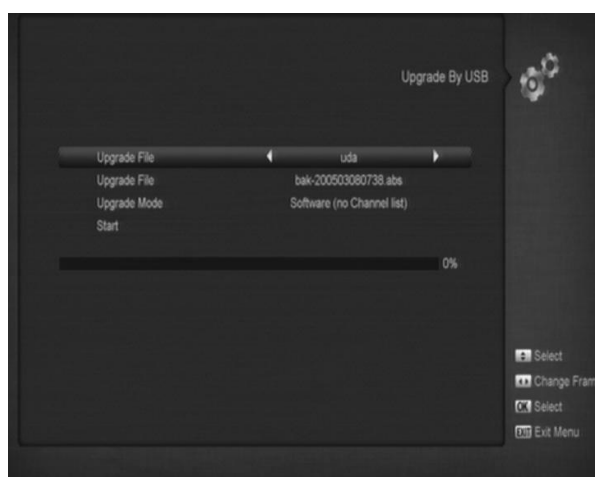 Upgrade By USB
Upgrade File uda
Upgrade File bak-200503080738.abs
Upgrade Mode Software (no Channel list)
Start
0%
Select
Change Fram
OK Select
EXIT Exit Menu